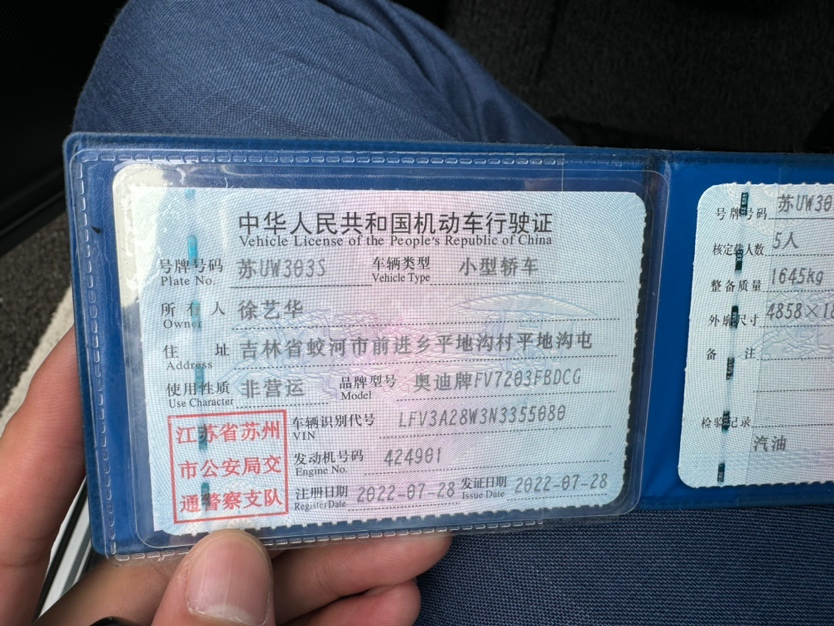 中华人民共和国机动车行驶证
Vehicle License of the People's Republic of China
号牌号码 苏UW303S 车辆类型 小型轿车
Plate No. Vehicle Type
所有人 徐艺华
Owner
住址 吉林省蛟河市前进乡平地沟村平地沟屯
Address
使用性质 非营运 品牌型号 奥迪牌FV7203FBDCG
Use Character Model
江苏省苏州
市公安局交
通警察支队
车辆识别代号 LFV3A28W3N3355080
VIN
发动机号码 424901
Engine No.
注册日期 2022-07-28 发证日期 2022-07-28
Register Date Issue Date
号牌号码 苏UW303
核定载人数 5人
整备质量 1645kg
外廓尺寸 4858×18
备注
检验记录
汽油